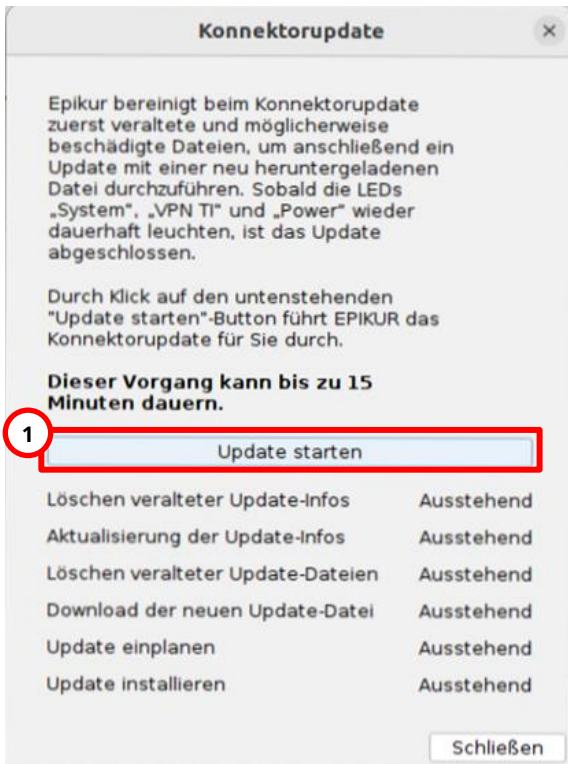 Konnektorupdate
Epikur bereinigt beim Konnektorupdate
zuerst veraltete und möglicherweise
beschädigte Dateien, um anschließend ein
Update mit einer neu heruntergeladenen
Datei durchzuführen. Sobald die LEDs
„System“, „VPN TI“ und „Power“ wieder
dauerhaft leuchten, ist das Update
abgeschlossen.
Durch Klick auf den untenstehenden
"Update starten"-Button führt EPIKUR das
Konnektorupdate für Sie durch.
Dieser Vorgang kann bis zu 15
Minuten dauern.
1
Update starten
Löschen veralteter Update-Infos Ausstehend
Aktualisierung der Update-Infos Ausstehend
Löschen veralteter Update-Dateien Ausstehend
Download der neuen Update-Datei Ausstehend
Update einplanen Ausstehend
Update installieren Ausstehend
Schließen